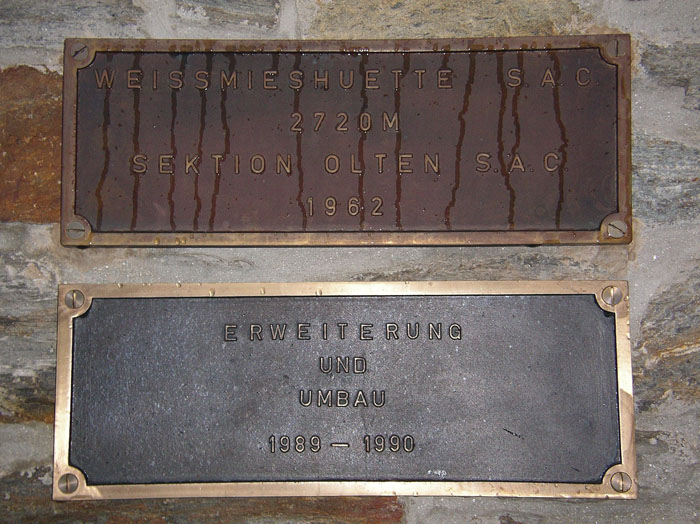 WEISSMIESHUETTE S.A.C.
2720M
SEKTION OLTEN S.A.C.
1962
ERWEITERUNG
UND
UMBAU
1989 – 1990